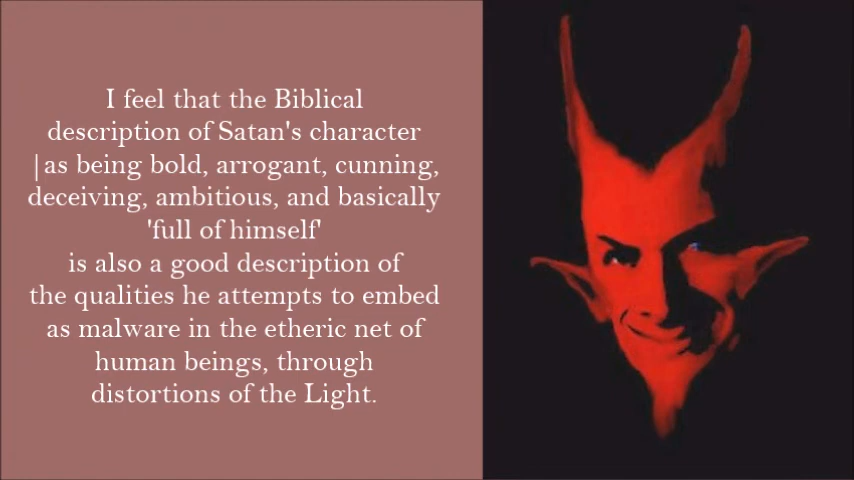 I feel that the Biblical
description of Satan's character
|as being bold, arrogant, cunning,
deceiving, ambitious, and basically
'full of himself'
is also a good description of
the qualities he attempts to embed
as malware in the etheric net of
human beings, through
distortions of the Light.